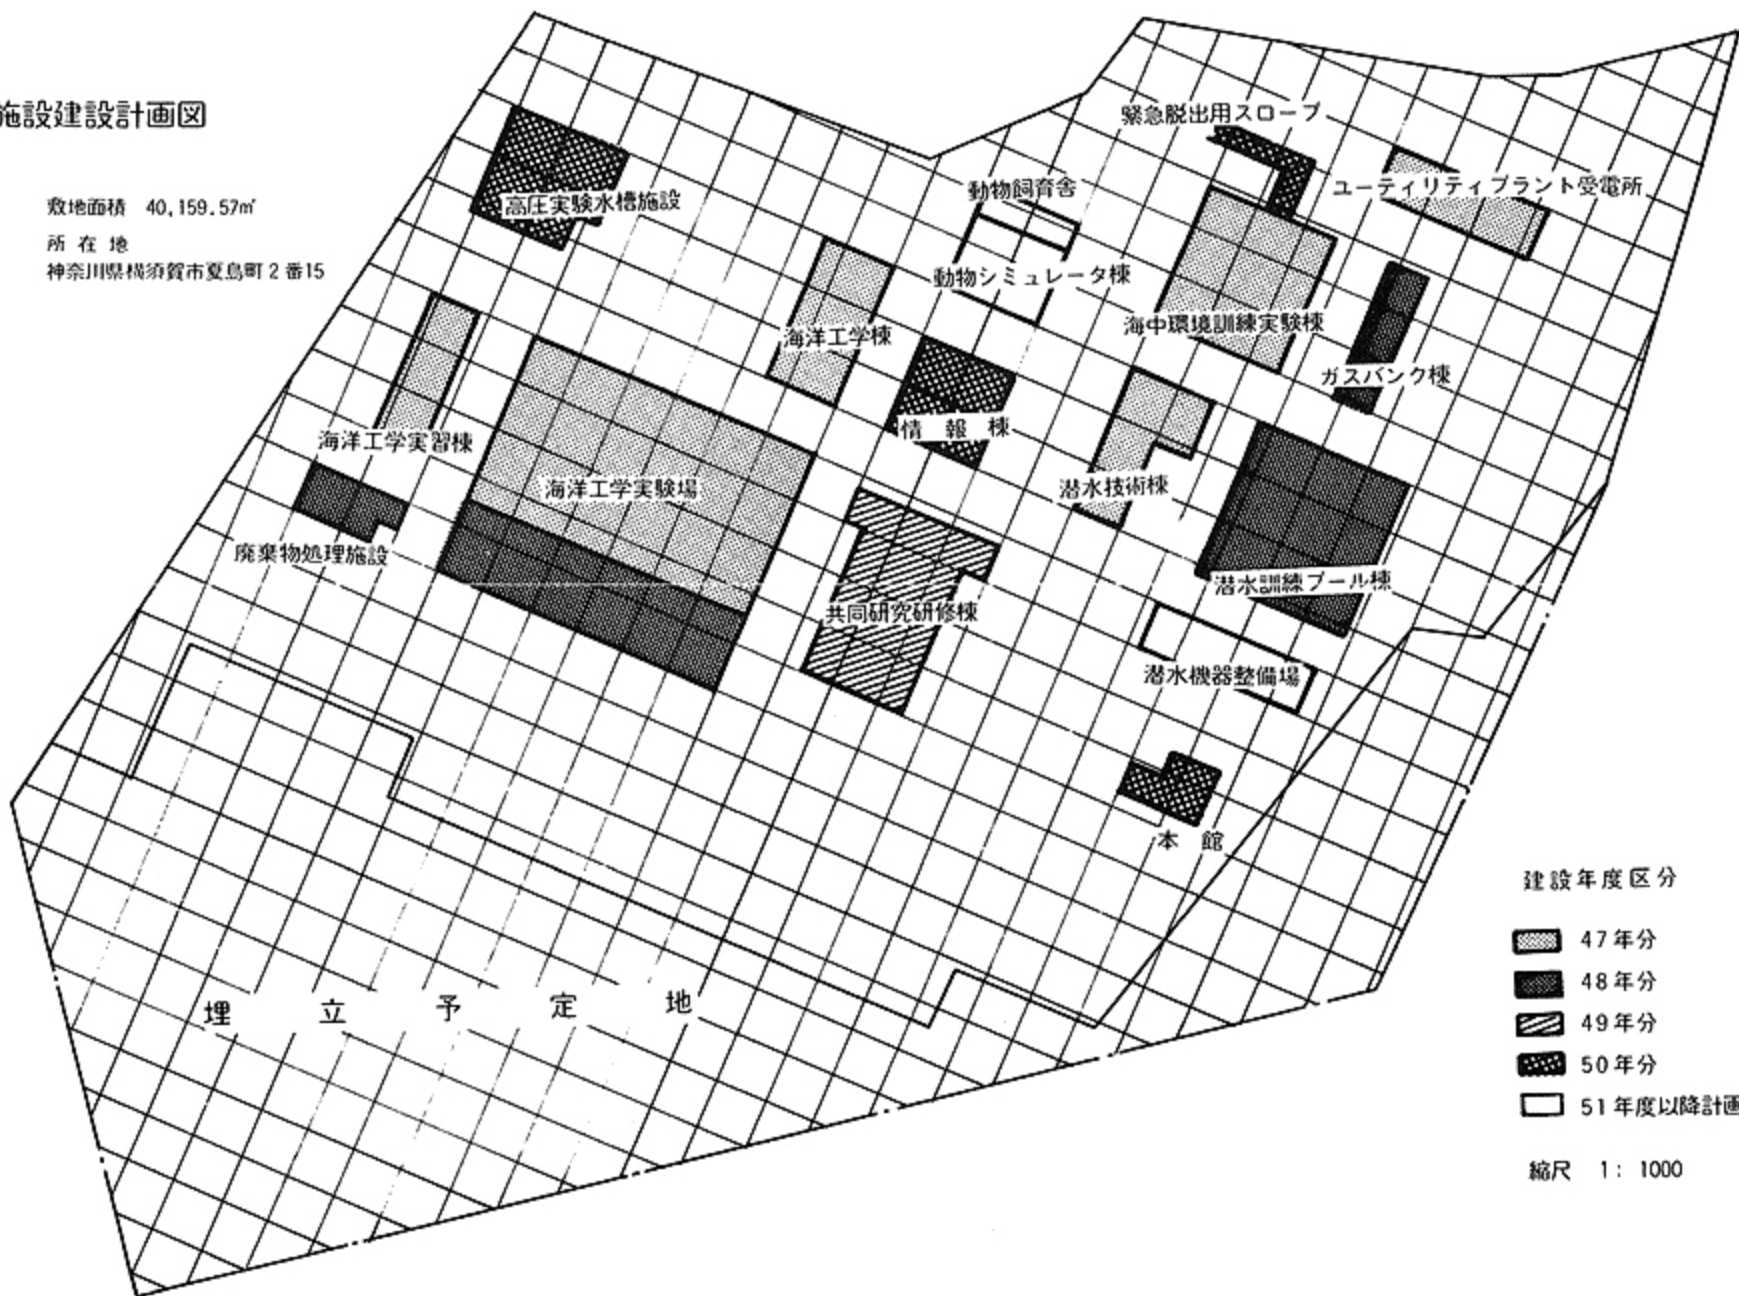 施設建設計画図
敷地面積 40,159.57㎡
所在地
神奈川県横須賀市夏島町2番15
緊急脱出用スロープ
動物飼育舎
ユーティリティプラント受電所
高圧実験水槽施設
動物シミュレータ棟
海中環境訓練実験棟
海洋工学棟
ガスバンク棟
情報棟
海洋工学実習棟
海洋工学実験場
潜水技術棟
廃棄物処理施設
潜水訓練プール棟
共同研究研修棟
潜水機器整備場
本館
埋立予定地
建設年度区分
47年分
48年分
49年分
50年分
51年度以降計画
縮尺 1:1000